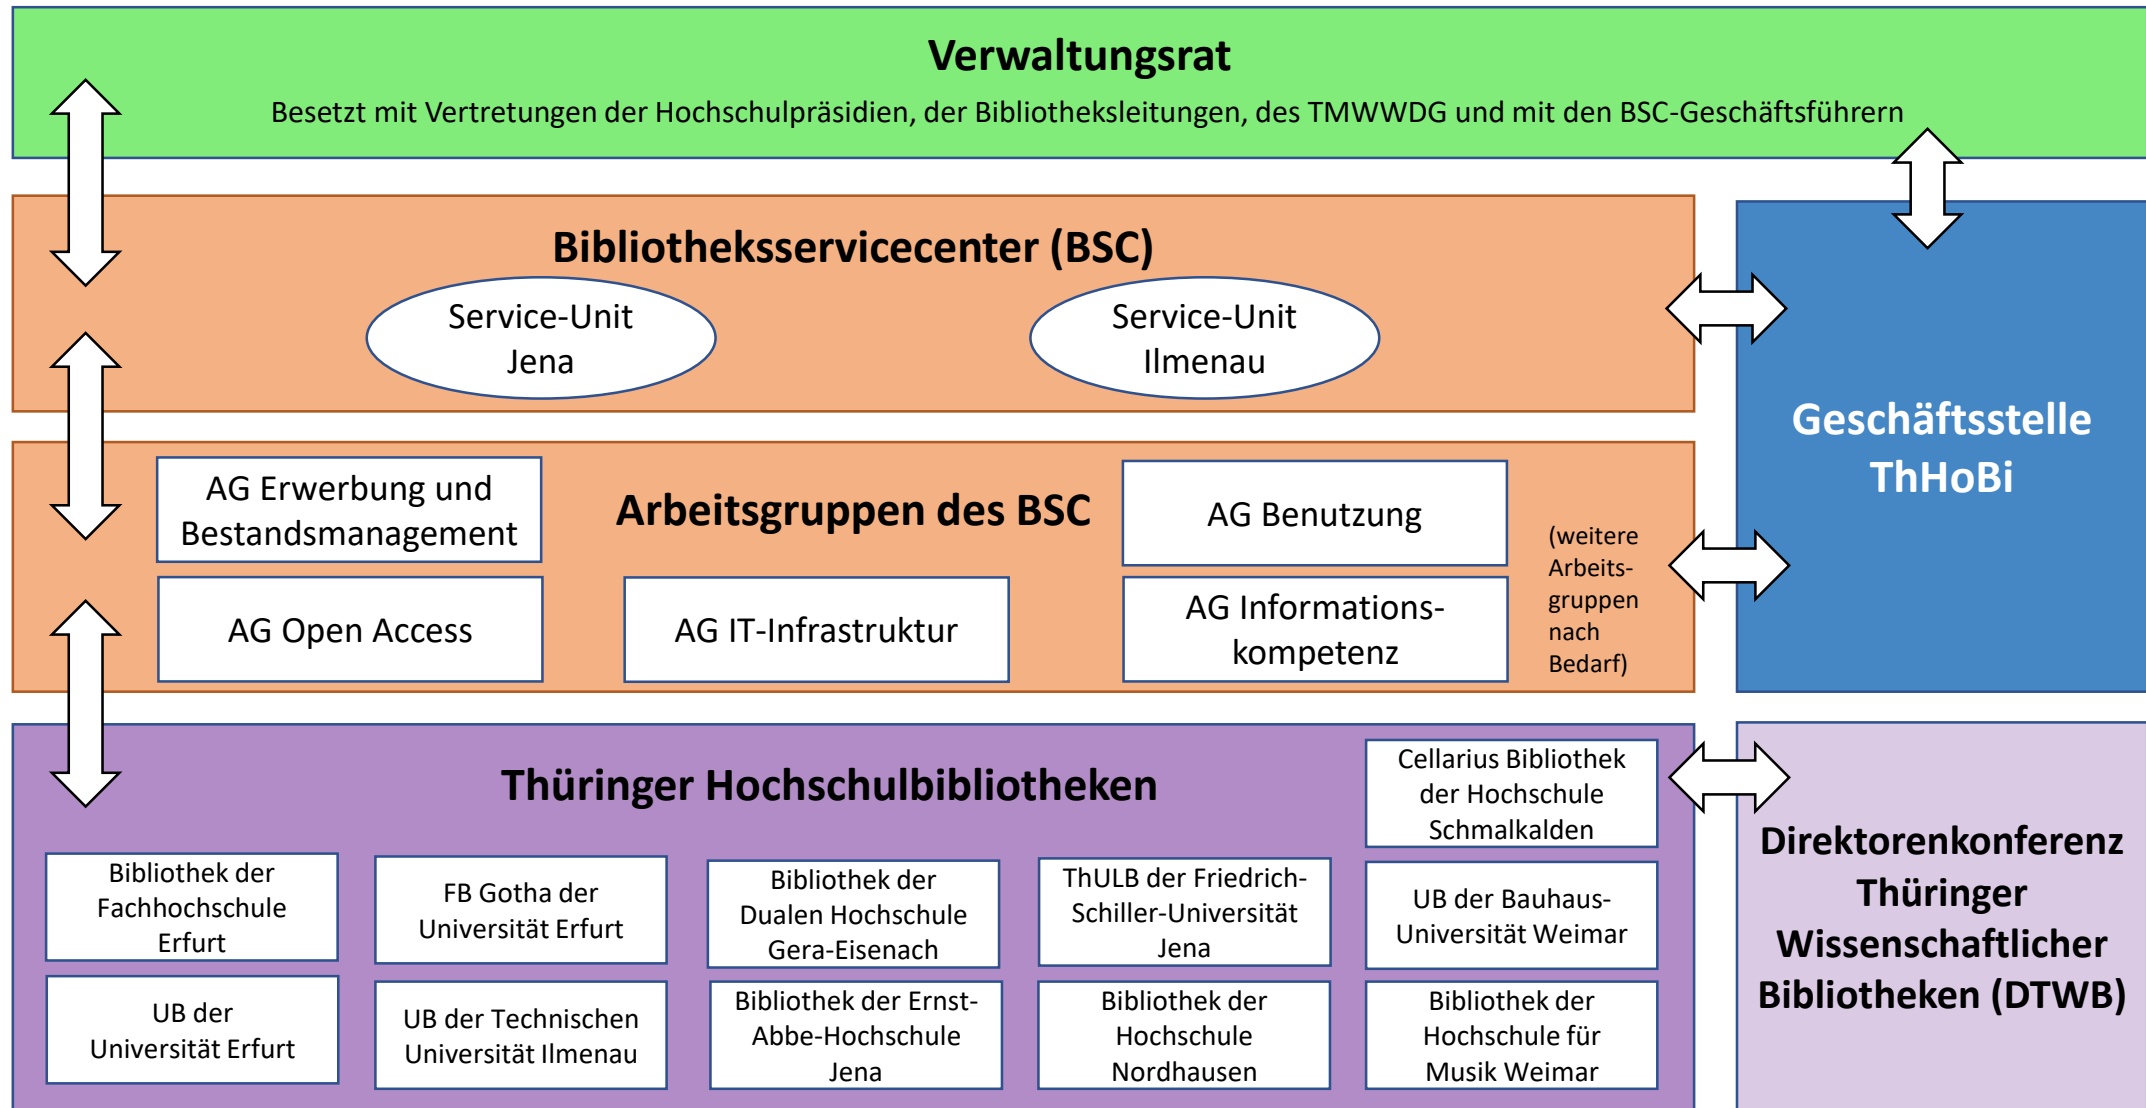 Verwaltungsrat
Besetzt mit Vertretungen der Hochschulpräsidien, der Bibliotheksleitungen, des TMWWDG und mit den BSC-Geschäftsführern
Bibliotheksservicecenter (BSC)
Service-Unit
Jena
Service-Unit
Ilmenau
Geschäftsstelle
ThHoBi
Arbeitsgruppen des BSC
AG Erwerbung und
Bestandsmanagement
AG Open Access
AG IT-Infrastruktur
AG Benutzung
AG Informations-
kompetenz
(weitere
Arbeits-
gruppen
nach
Bedarf)
Thüringer Hochschulbibliotheken
Cellarius Bibliothek
der Hochschule
Schmalkalden
Bibliothek der
Fachhochschule
Erfurt
FB Gotha der
Universität Erfurt
Bibliothek der
Dualen Hochschule
Gera-Eisenach
ThULB der Friedrich-
Schiller-Universität
Jena
UB der Bauhaus-
Universität Weimar
UB der
Universität Erfurt
UB der Technischen
Universität Ilmenau
Bibliothek der Ernst-
Abbe-Hochschule
Jena
Bibliothek der
Hochschule
Nordhausen
Bibliothek der
Hochschule für
Musik Weimar
Direktorenkonferenz
Thüringer
Wissenschaftlicher
Bibliotheken (DTWB)